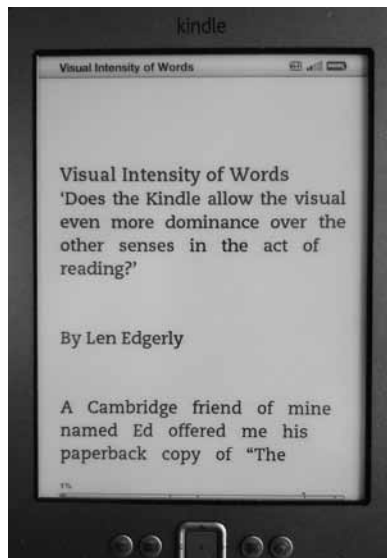 kindle
Visual Intensity of Words
Visual Intensity of Words
‘Does the Kindle allow the visual
even more dominance over the
other senses in the act of
reading?’
By Len Edgerly
A Cambridge friend of mine
named Ed offered me his
paperback copy of “The
1%